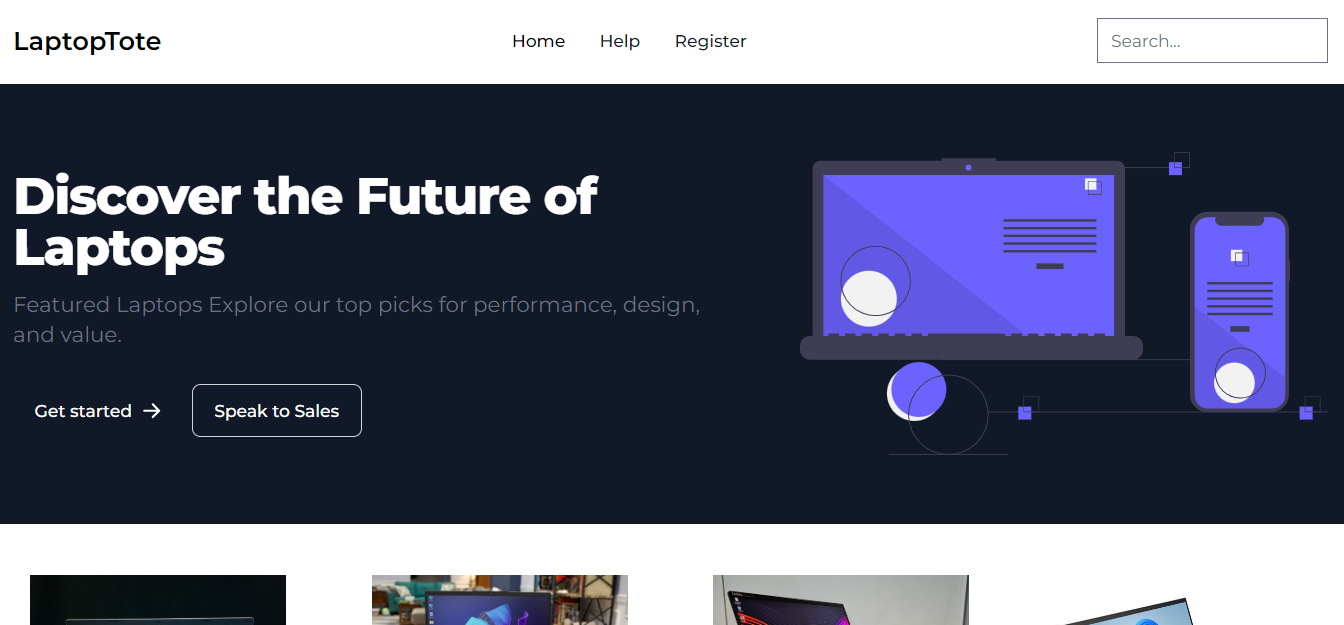 LaptopTote
Home
Help
Register
Search...
Discover the Future of
Laptops
Featured Laptops Explore our top picks for performance, design,
and value.
Get started
Speak to Sales